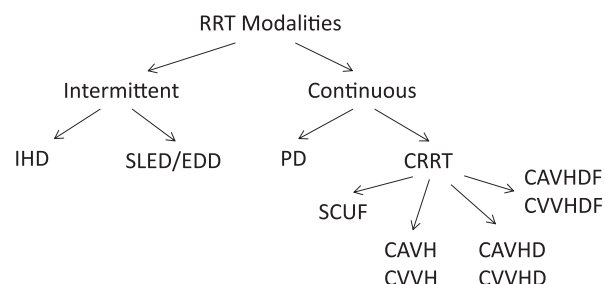 RRT Modalities
Intermittent
Continuous
IHD
SLED/EDD
PD
CRRT
SCUF
CAVH
CVVH
CAVHD
CVVHD
CAVHDF
CVVHDF